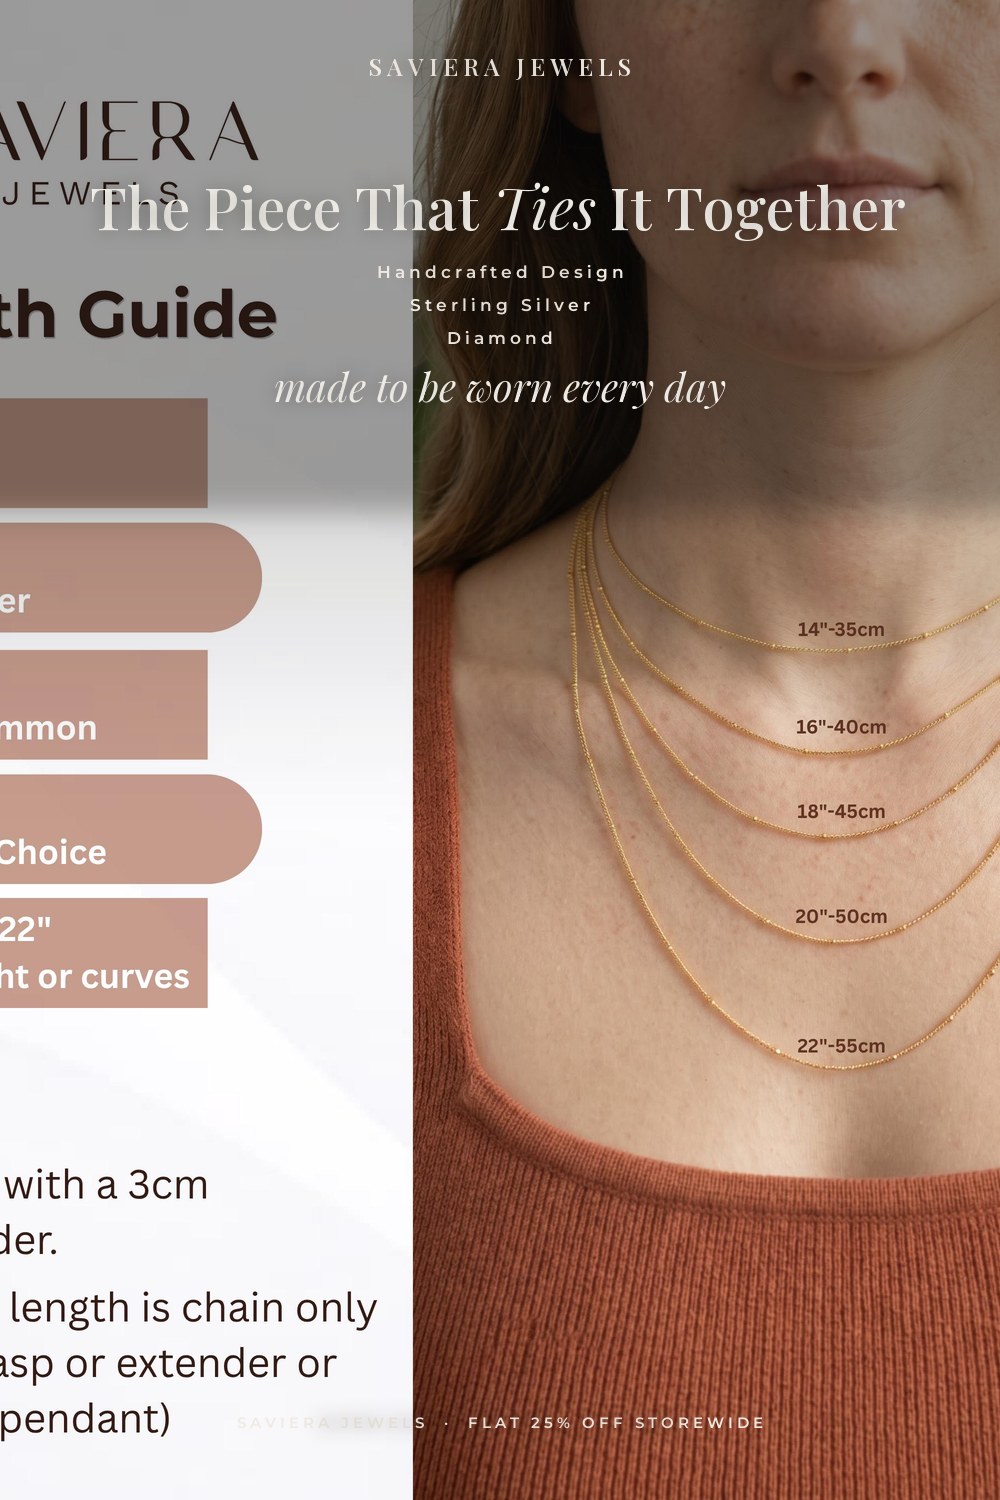 SAVIERA JEWELS
AVIERA
JEWELS
The Piece That Ties It Together
Handcrafted Design
Sterling Silver
Diamond
th Guide
made to be worn every day
er
mmon
Choice
22"
ht or curves
14"-35cm
16"-40cm
18"-45cm
20"-50cm
22"-55cm
with a 3cm
der.
length is chain only
asp or extender or
pendant)
SAVIERA JEWELS · FLAT 25% OFF STOREWIDE